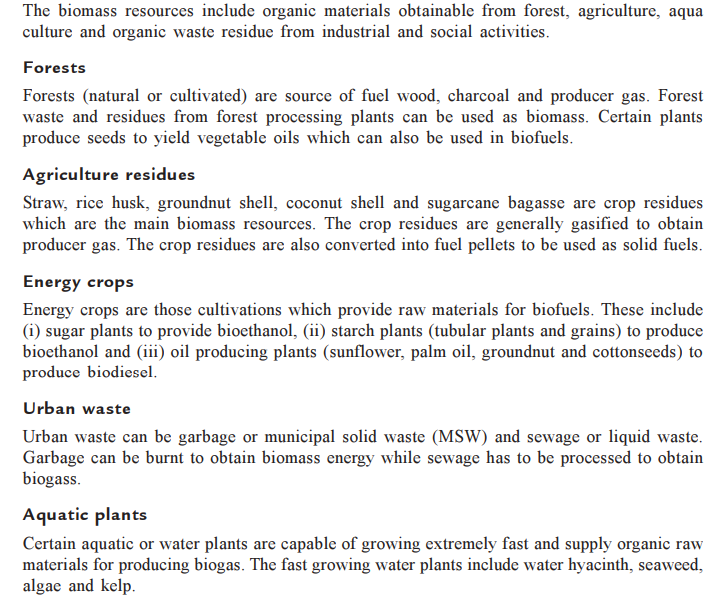 The biomass resources include organic materials obtainable from forest, agriculture, aqua
culture and organic waste residue from industrial and social activities.
Forests
Forests (natural or cultivated) are source of fuel wood, charcoal and producer gas. Forest
waste and residues from forest processing plants can be used as biomass. Certain plants
produce seeds to yield vegetable oils which can also be used in biofuels.
Agriculture residues
Straw, rice husk, groundnut shell, coconut shell and sugarcane bagasse are crop residues
which are the main biomass resources. The crop residues are generally gasified to obtain
producer gas. The crop residues are also converted into fuel pellets to be used as solid fuels.
Energy crops
Energy crops are those cultivations which provide raw materials for biofuels. These include
(i) sugar plants to provide bioethanol, (ii) starch plants (tubular plants and grains) to produce
bioethanol and (iii) oil producing plants (sunflower, palm oil, groundnut and cottonseeds) to
produce biodiesel.
Urban waste
Urban waste can be garbage or municipal solid waste (MSW) and sewage or liquid waste.
Garbage can be burnt to obtain biomass energy while sewage has to be processed to obtain
biogass.
Aquatic plants
Certain aquatic or water plants are capable of growing extremely fast and supply organic raw
materials for producing biogas. The fast growing water plants include water hyacinth, seaweed,
algae and kelp.